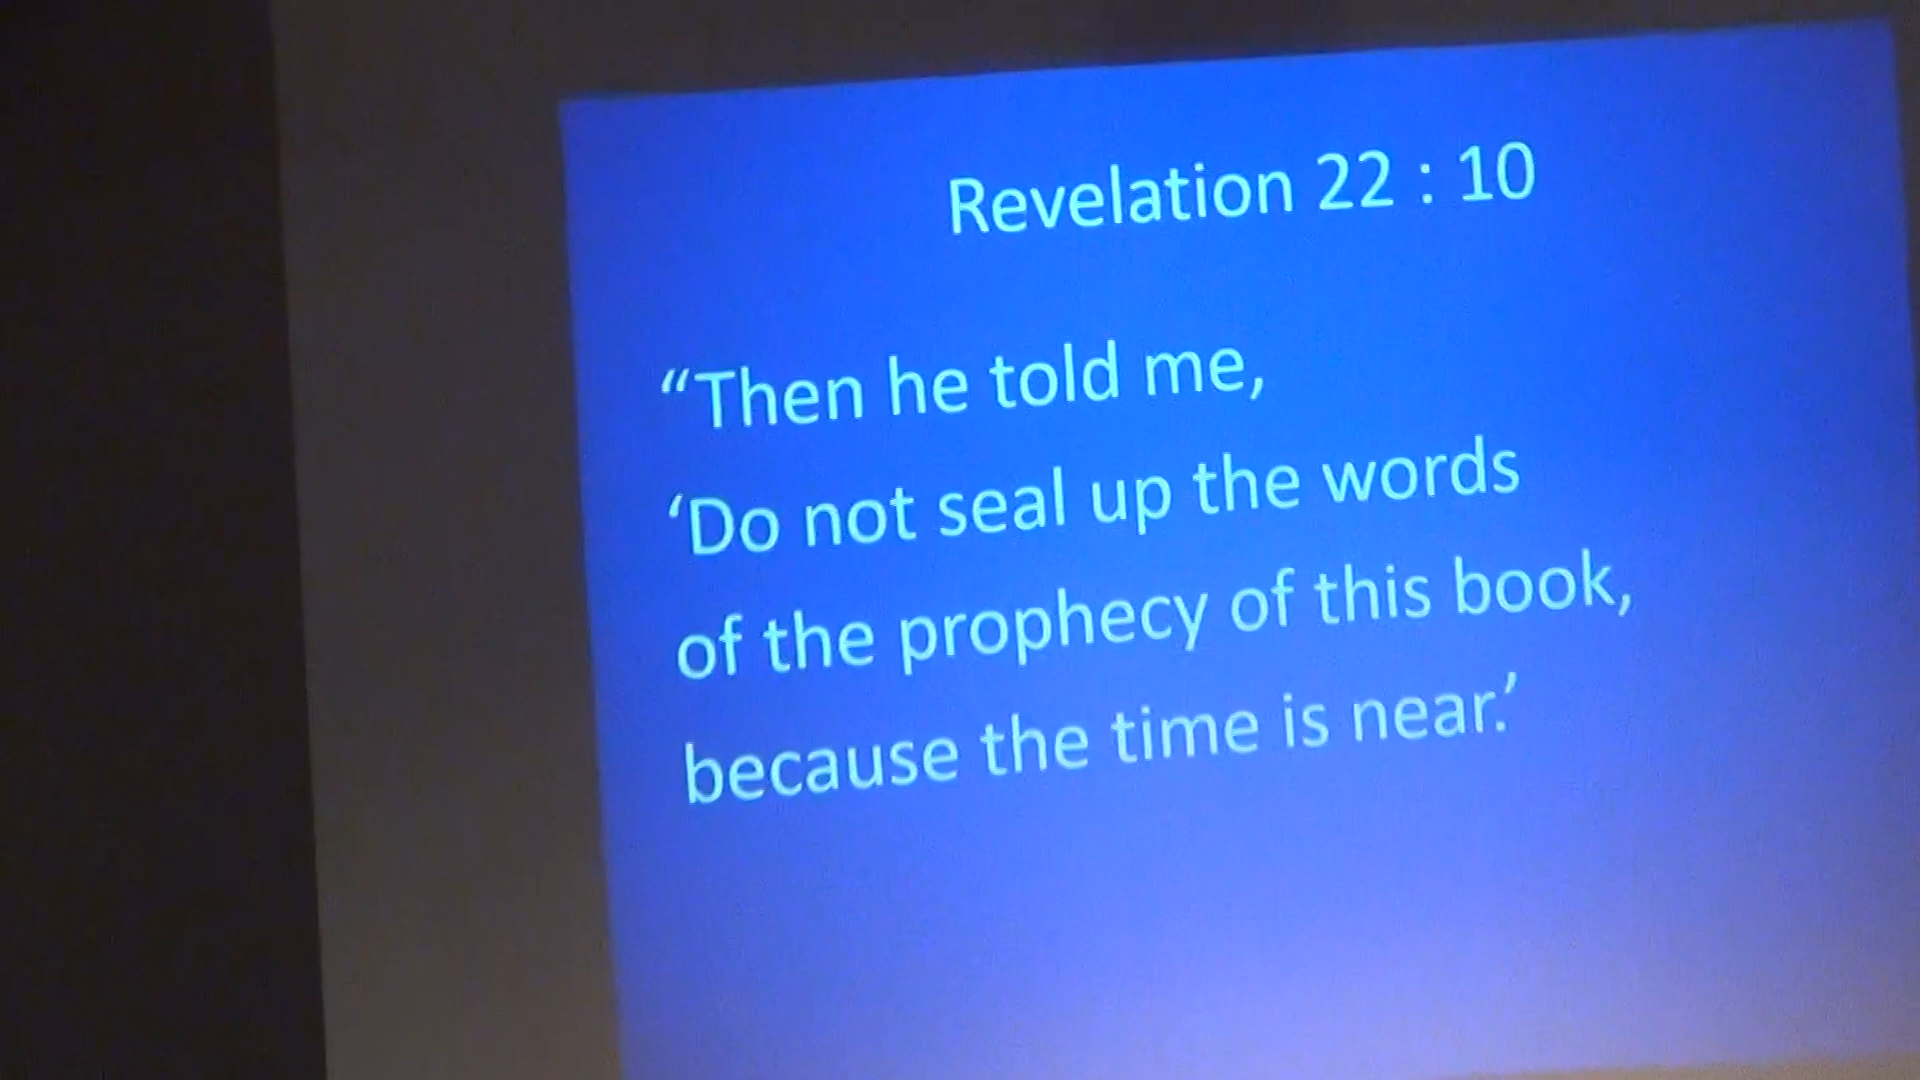 Revelation 22 : 10
“Then he told me,
‘Do not seal up the words
of the prophecy of this book,
because the time is near.’